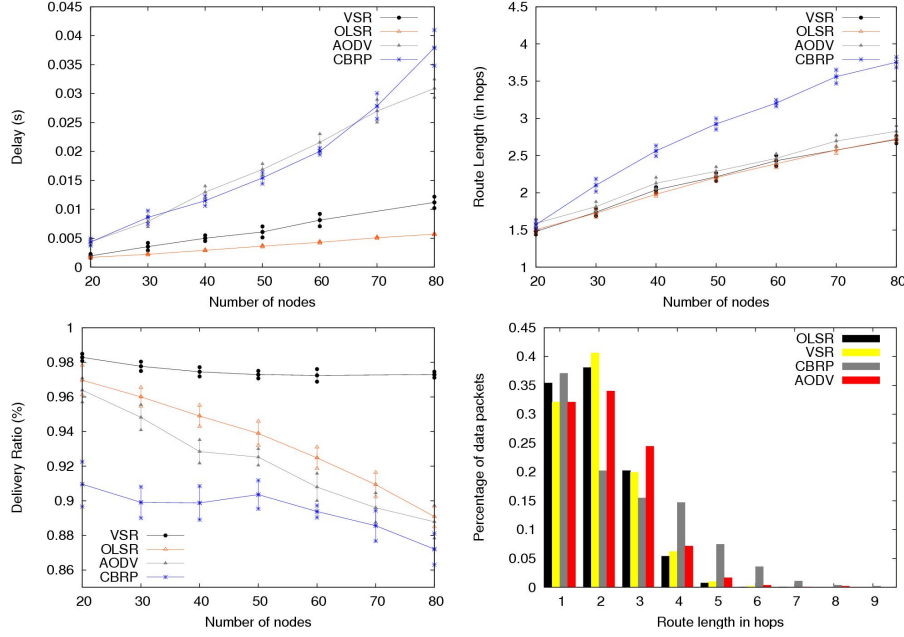 0.045
0.04
0.035
0.03
0.025
0.02
0.015
0.01
0.005
0
Delay (s)
VSR
OLSR
AODV
CBRP
20 30 40 50 60 70 80
Number of nodes
4.5
4
3.5
3
2.5
2
1.5
1
Route Length (in hops)
VSR
OLSR
AODV
CBRP
20 30 40 50 60 70 80
Number of nodes
1
0.98
0.96
0.94
0.92
0.9
0.88
0.86
Delivery Ratio (%)
VSR
OLSR
AODV
CBRP
20 30 40 50 60 70 80
Number of nodes
0.45
0.4
0.35
0.3
0.25
0.2
0.15
0.1
0.05
0
Percentage of data packets
OLSR
VSR
CBRP
AODV
1 2 3 4 5 6 7 8 9
Route length in hops